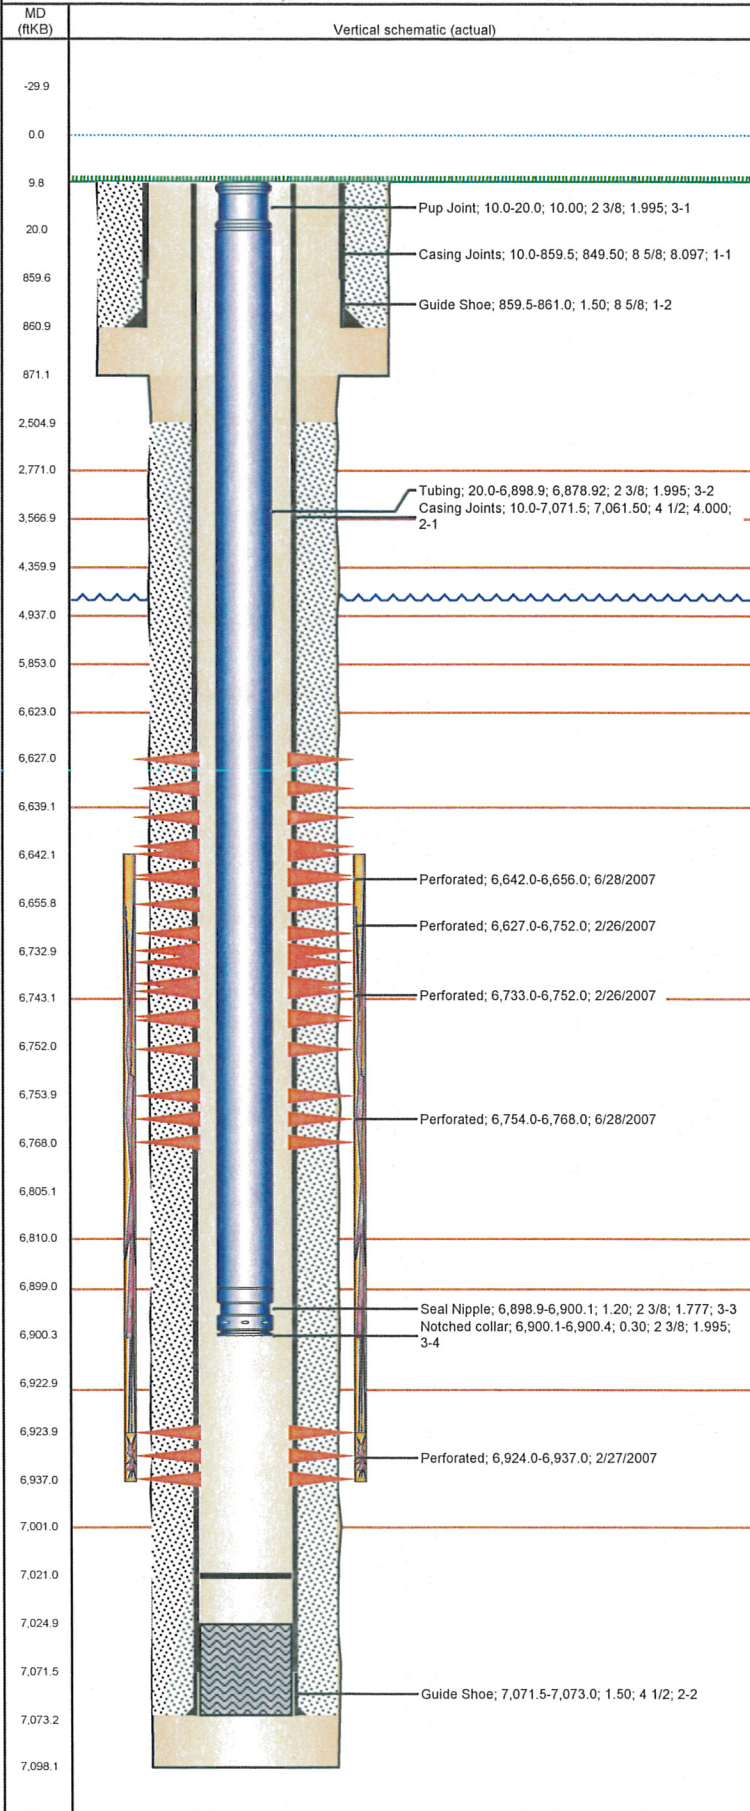 MD
(ftKB)
Vertical schematic (actual)
-29.9
0.0
9.8
Pup Joint; 10.0-20.0; 10.00; 2 3/8; 1.995; 3-1
20.0
Casing Joints; 10.0-859.5; 849.50; 8 5/8; 8.097; 1-1
859.6
Guide Shoe; 859.5-861.0; 1.50; 8 5/8; 1-2
860.9
871.1
2,504.9
2,771.0
Tubing; 20.0-6,898.9; 6,878.92; 2 3/8; 1.995; 3-2
Casing Joints; 10.0-7,071.5; 7,061.50; 4 1/2; 4.000;
2-1
3,566.9
4,359.9
4,937.0
5,853.0
6,623.0
6,627.0
6,639.1
6,642.1
Perforated; 6,642.0-6,656.0; 6/28/2007
6,655.8
Perforated; 6,627.0-6,752.0; 2/26/2007
6,732.9
Perforated; 6,733.0-6,752.0; 2/26/2007
6,743.1
6,752.0
6,753.9
Perforated; 6,754.0-6,768.0; 6/28/2007
6,768.0
6,805.1
6,810.0
6,899.0
Seal Nipple; 6,898.9-6,900.1; 1.20; 2 3/8; 1.777; 3-3
Notched collar; 6,900.1-6,900.4; 0.30; 2 3/8; 1.995;
3-4
6,900.3
6,922.9
6,923.9
Perforated; 6,924.0-6,937.0; 2/27/2007
6,937.0
7,001.0
7,021.0
7,024.9
7,071.5
Guide Shoe; 7,071.5-7,073.0; 1.50; 4 1/2; 2-2
7,073.2
7,098.1